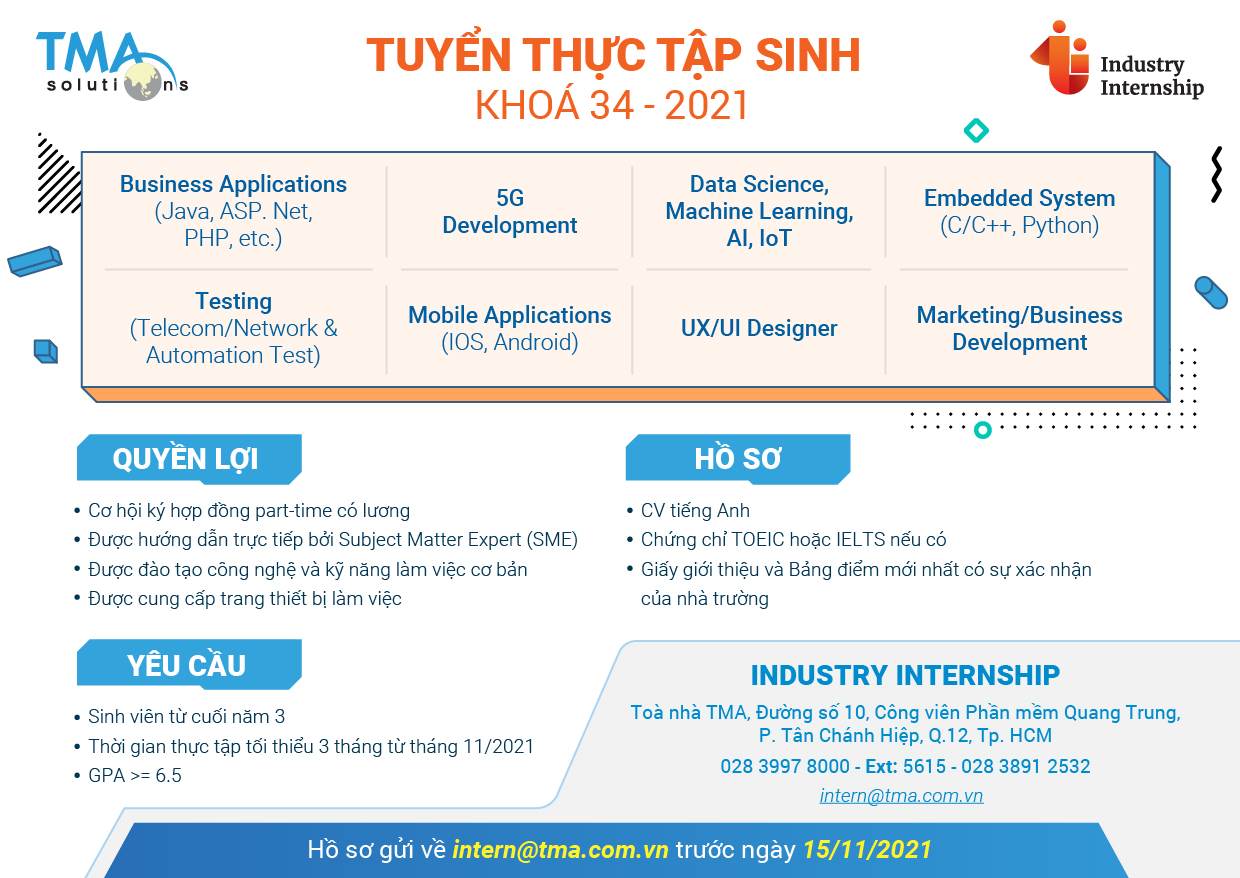 TMA
solutions
TUYỂN THỰC TẬP SINH
KHOÁ 34 - 2021
Industry
Internship
Business Applications
(Java, ASP. Net,
PHP, etc.)
5G
Development
Data Science,
Machine Learning,
AI, IoT
Embedded System
(C/C++, Python)
Testing
(Telecom/Network &
Automation Test)
Mobile Applications
(IOS, Android)
UX/UI Designer
Marketing/Business
Development
QUYỀN LỢI
• Cơ hội ký hợp đồng part-time có lương
• Được hướng dẫn trực tiếp bởi Subject Matter Expert (SME)
• Được đào tạo công nghệ và kỹ năng làm việc cơ bản
• Được cung cấp trang thiết bị làm việc
HỒ SƠ
• CV tiếng Anh
• Chứng chỉ TOEIC hoặc IELTS nếu có
• Giấy giới thiệu và Bảng điểm mới nhất có sự xác nhận
của nhà trường
YÊU CẦU
• Sinh viên từ cuối năm 3
• Thời gian thực tập tối thiểu 3 tháng từ tháng 11/2021
• GPA >= 6.5
INDUSTRY INTERNSHIP
Toà nhà TMA, Đường số 10, Công viên Phần mềm Quang Trung,
P. Tân Chánh Hiệp, Q.12, Tp. HCM
028 3997 8000 - Ext: 5615 - 028 3891 2532
intern@tma.com.vn
Hồ sơ gửi về intern@tma.com.vn trước ngày 15/11/2021